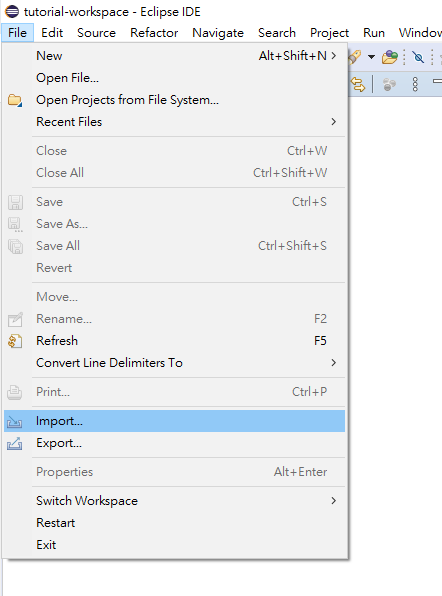 tutorial-workspace - Eclipse IDE
File Edit Source Refactor Navigate Search Project Run Window
New Alt+Shift+N
Open File...
Open Projects from File System...
Recent Files
Close Ctrl+W
Close All Ctrl+Shift+W
Save Ctrl+S
Save As...
Save All Ctrl+Shift+S
Revert
Move...
Rename... F2
Refresh F5
Convert Line Delimiters To
Print... Ctrl+P
Import...
Export...
Properties Alt+Enter
Switch Workspace
Restart
Exit